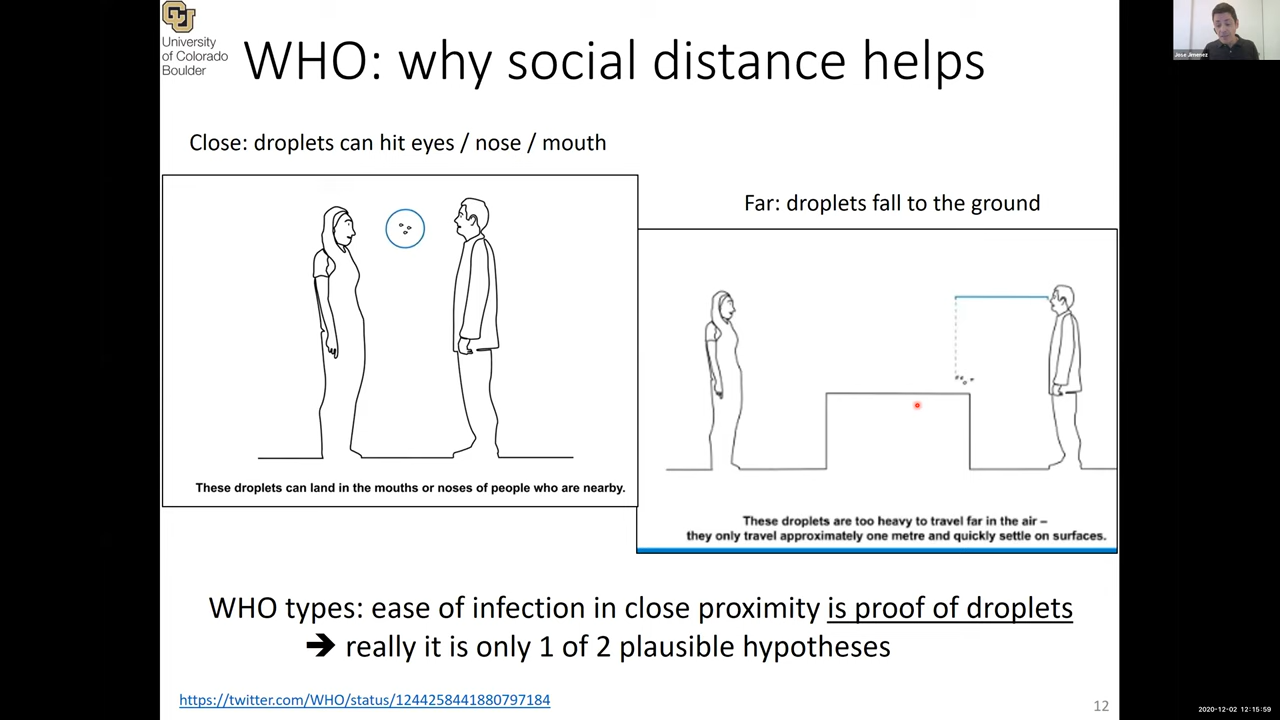 University
of Colorado
Boulder
WHO: why social distance helps
Jose Jimenez
Close: droplets can hit eyes / nose / mouth
Far: droplets fall to the ground
These droplets can land in the mouths or noses of people who are nearby.
These droplets are too heavy to travel far in the air –
they only travel approximately one metre and quickly settle on surfaces.
WHO types: ease of infection in close proximity is proof of droplets
➔ really it is only 1 of 2 plausible hypotheses
https://twitter.com/WHO/status/1244258441880797184
12
2020-12-02 12:15:59